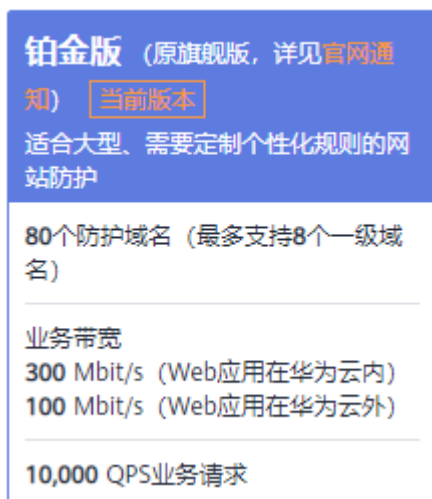 铂金版 （原旗舰版，详见官网通
知） 当前版本
适合大型、需要定制个性化规则的网
站防护
80个防护域名（最多支持8个一级域
名）
业务带宽
300 Mbit/s（Web应用在华为云内）
100 Mbit/s（Web应用在华为云外）
10,000 QPS业务请求